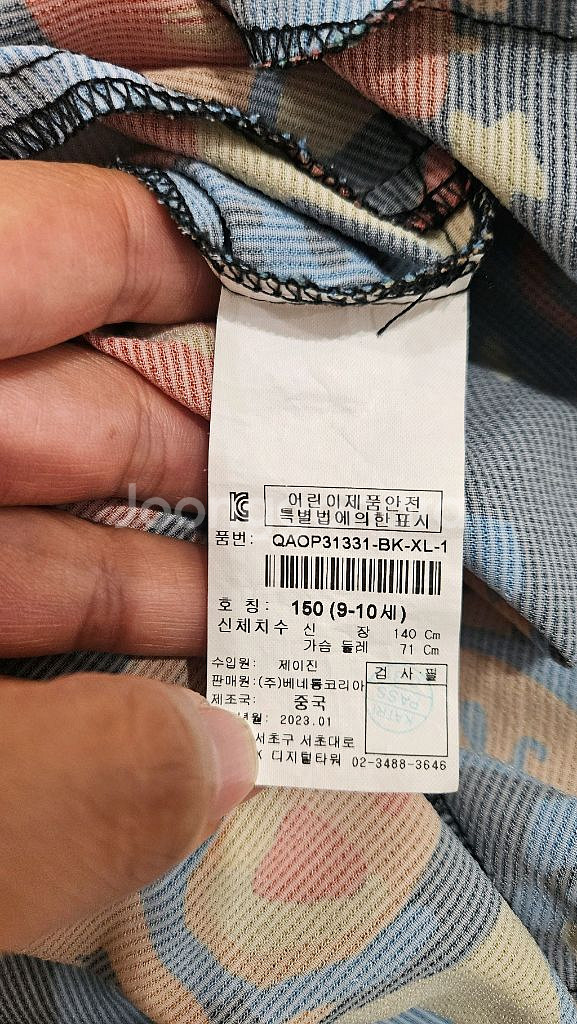 어린이제품안전
특별법에의한표시
품번: QAOP31331-BK-XL-1
호 칭: 150 (9-10세)
신체치수 신 장 140 Cm
가슴 둘레 71 Cm
수입원: 제이진
판매원:(주)베네통코리아
검 사 필
제조국: 중국
KATRI
PASS
년월: 2023.01
서초구 서초대로
K 디지털타워 02-3488-3646